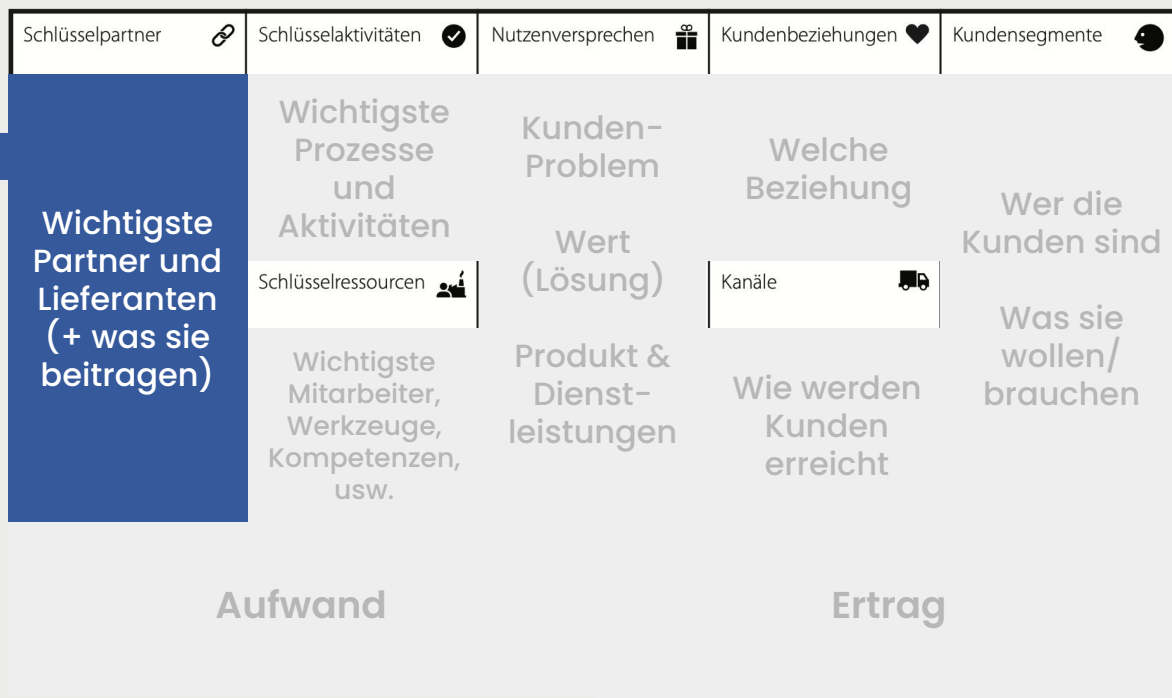 Schlüsselpartner
Schlüsselaktivitäten
Nutzenversprechen
Kundenbeziehungen
Kundensegmente
Wichtigste
Partner und
Lieferanten
(+ was sie
beitragen)
Wichtigste
Prozesse
und
Aktivitäten
Schlüsselressourcen
Wichtigste
Mitarbeiter,
Werkzeuge,
Kompetenzen,
usw.
Kunden-
Problem
Wert
(Lösung)
Produkt &
Dienst-
leistungen
Welche
Beziehung
Kanäle
Wie werden
Kunden
erreicht
Wer die
Kunden sind
Was sie
wollen/
brauchen
Aufwand
Ertrag